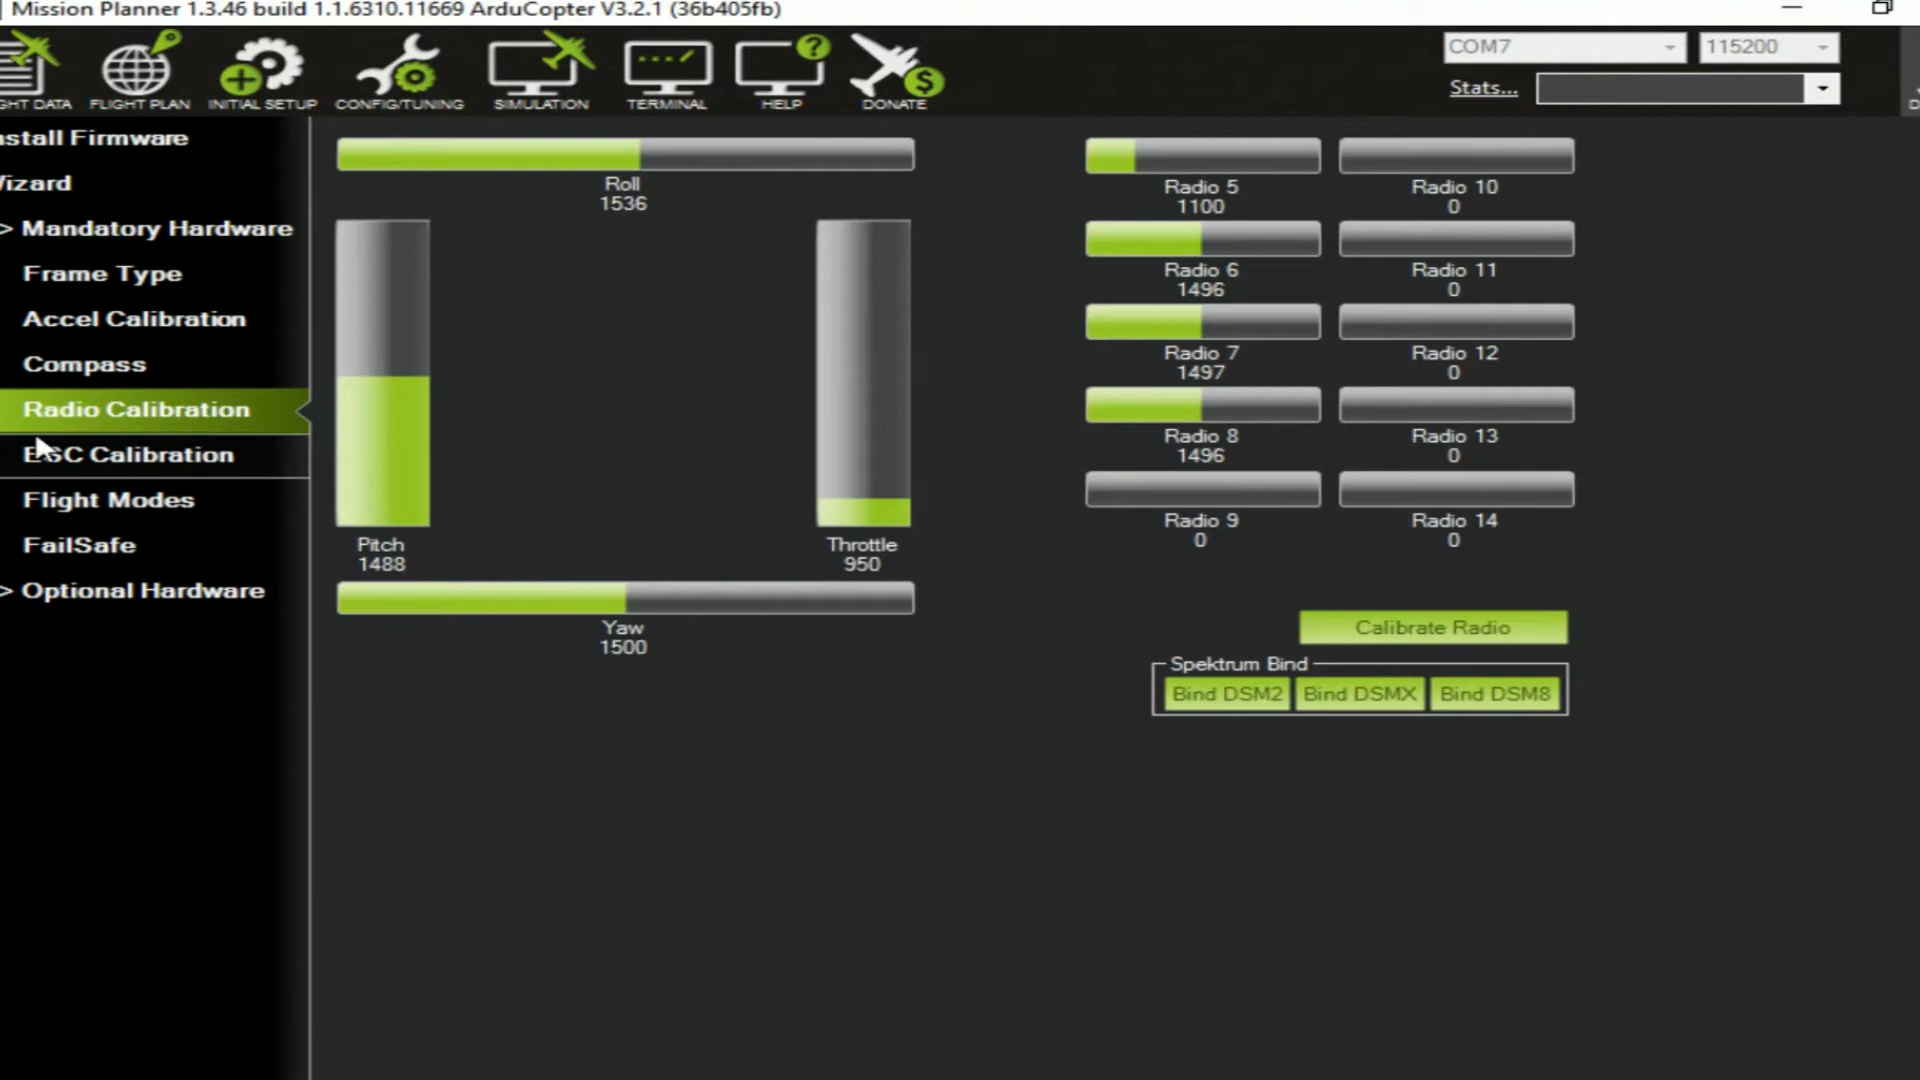 Mission Planner 1.3.46 build 1.1.6310.11669 ArduCopter V3.2.1 (36b405fb)
GHT DATA
FLIGHT PLAN
INITIAL SETUP
CONFIG/TUNING
SIMULATION
TERMINAL
HELP
DONATE
COM7
115200
Stats...
nstall Firmware
Wizard
> Mandatory Hardware
Frame Type
Accel Calibration
Compass
Radio Calibration
ESC Calibration
Flight Modes
FailSafe
> Optional Hardware
Roll
1536
Pitch
1488
Throttle
950
Yaw
1500
Radio 5
1100
Radio 6
1496
Radio 7
1497
Radio 8
1496
Radio 9
0
Radio 10
0
Radio 11
0
Radio 12
0
Radio 13
0
Radio 14
0
Calibrate Radio
Spektrum Bind
Bind DSM2
Bind DSMX
Bind DSM8